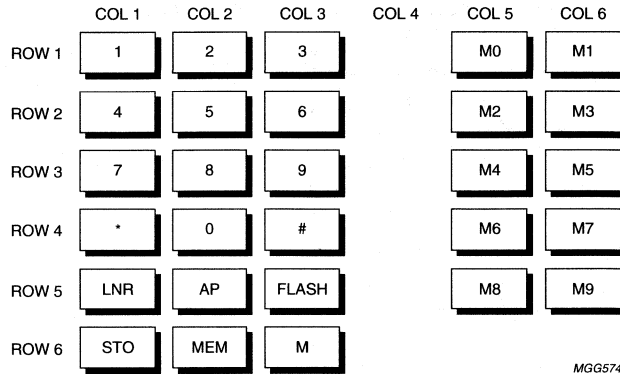 COL 1 COL 2 COL 3 COL 4 COL 5 COL 6
ROW 1 1 2 3 M0 M1
ROW 2 4 5 6 M2 M3
ROW 3 7 8 9 M4 M5
ROW 4 * 0 # M6 M7
ROW 5 LNR AP FLASH M8 M9
ROW 6 STO MEM M
MGG574